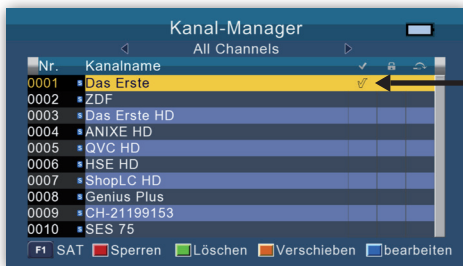 Kanal-Manager
All Channels
Nr. Kanalname
0001 s Das Erste
0002 s ZDF
0003 s Das Erste HD
0004 s ANIXE HD
0005 s QVC HD
0006 s HSE HD
0007 s ShopLC HD
0008 s Genius Plus
0009 s CH-21199153
0010 s SES 75
F1 SAT Sperren Löschen Verschieben bearbeiten